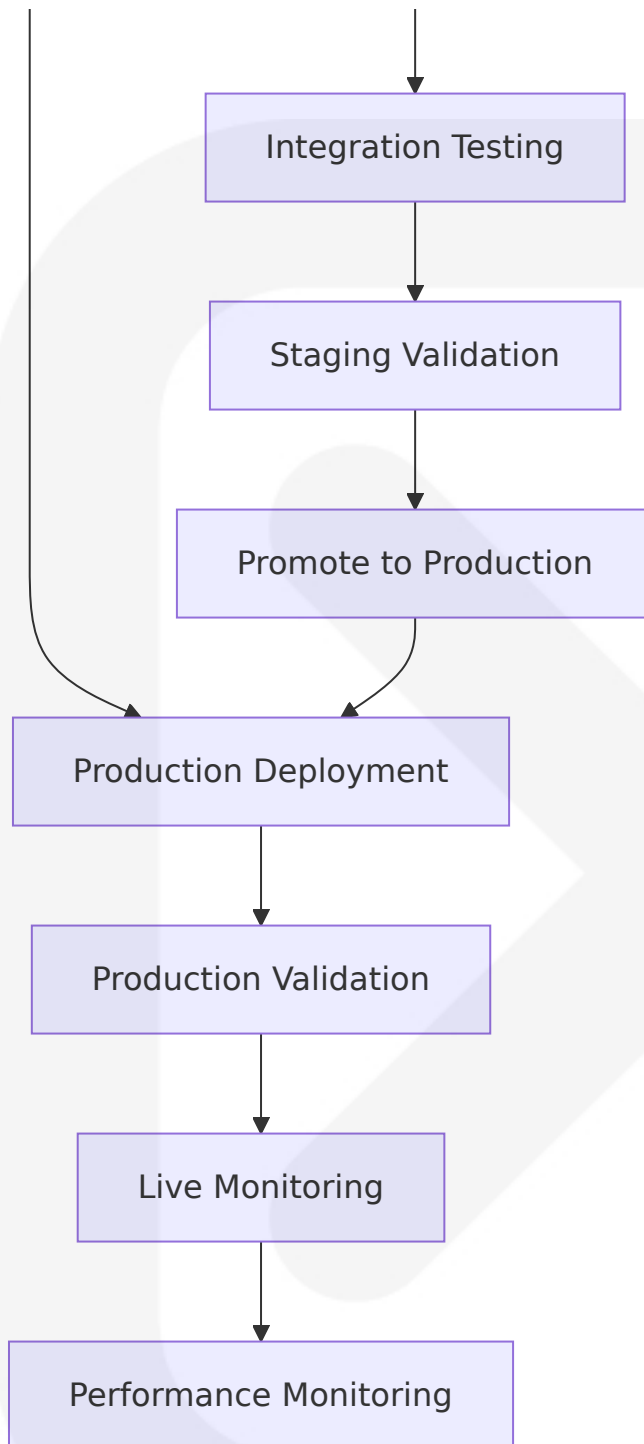 Integration Testing
Staging Validation
Promote to Production
Production Deployment
Production Validation
Live Monitoring
Performance Monitoring